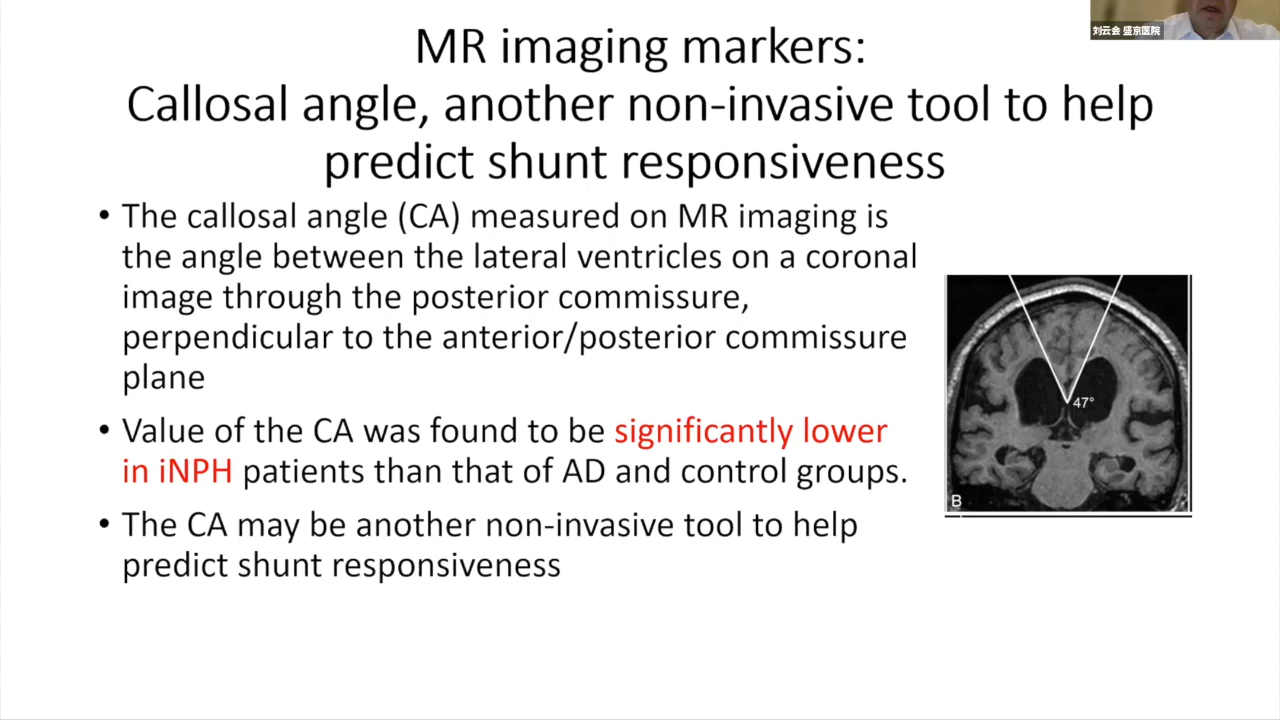 刘云会 盛京医院
MR imaging markers:
Callosal angle, another non-invasive tool to help
predict shunt responsiveness
• The callosal angle (CA) measured on MR imaging is
the angle between the lateral ventricles on a coronal
image through the posterior commissure,
perpendicular to the anterior/posterior commissure
plane
• Value of the CA was found to be significantly lower
in iNPH patients than that of AD and control groups.
• The CA may be another non-invasive tool to help
predict shunt responsiveness
47°
B